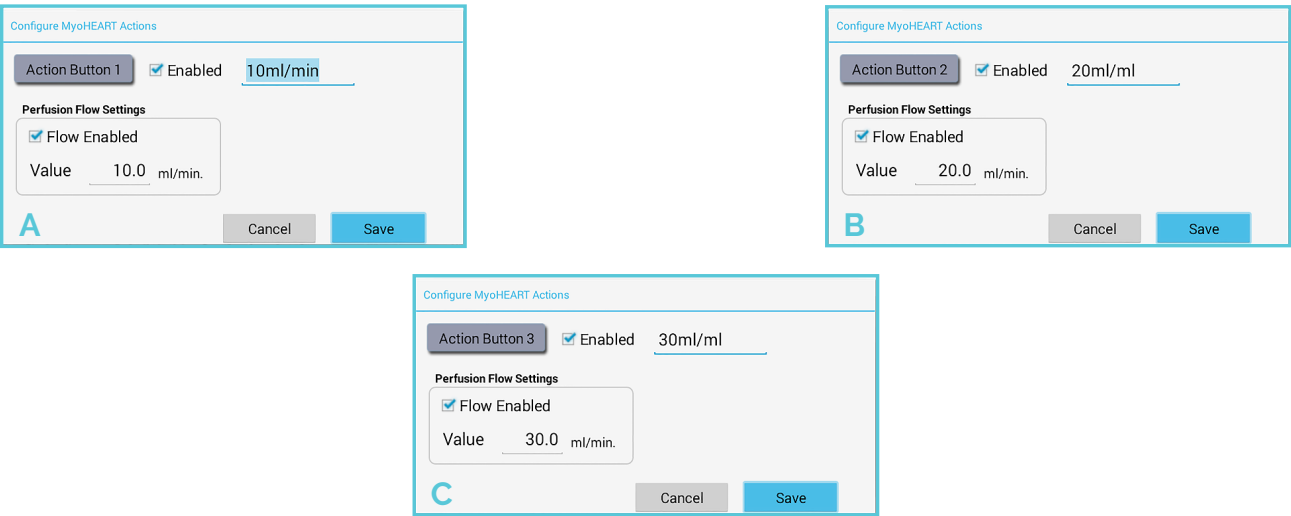 Configure MyoHEART Actions
Action Button 1 Enabled 10ml/min
Perfusion Flow Settings
Flow Enabled
Value 10.0 ml/min.
A Cancel Save
Configure MyoHEART Actions
Action Button 2 Enabled 20ml/ml
Perfusion Flow Settings
Flow Enabled
Value 20.0 ml/min.
B Cancel Save
Configure MyoHEART Actions
Action Button 3 Enabled 30ml/ml
Perfusion Flow Settings
Flow Enabled
Value 30.0 ml/min.
C Cancel Save